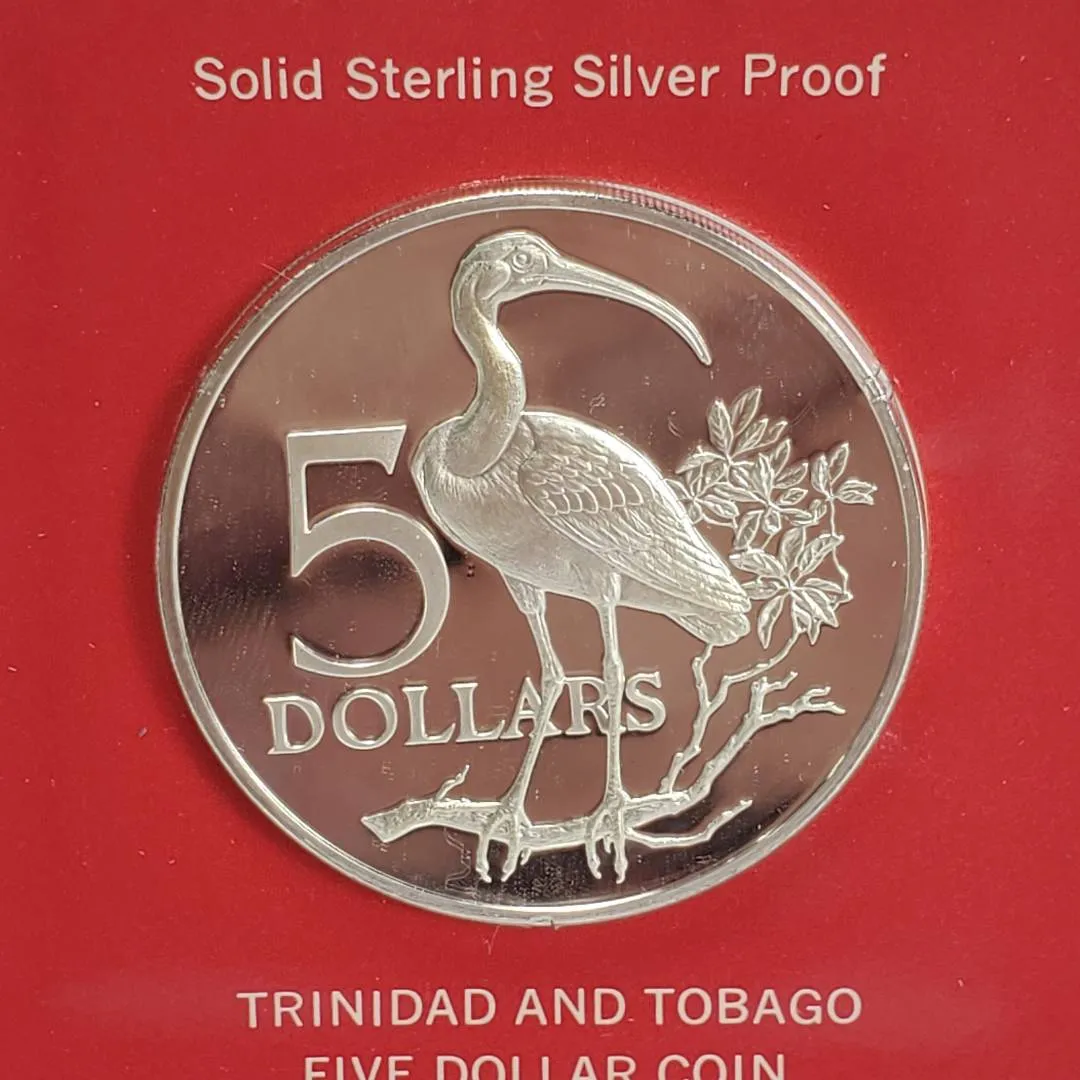 Solid Sterling Silver Proof
5
DOLLARS
TRINIDAD AND TOBAGO
FIVE DOLLAR COIN